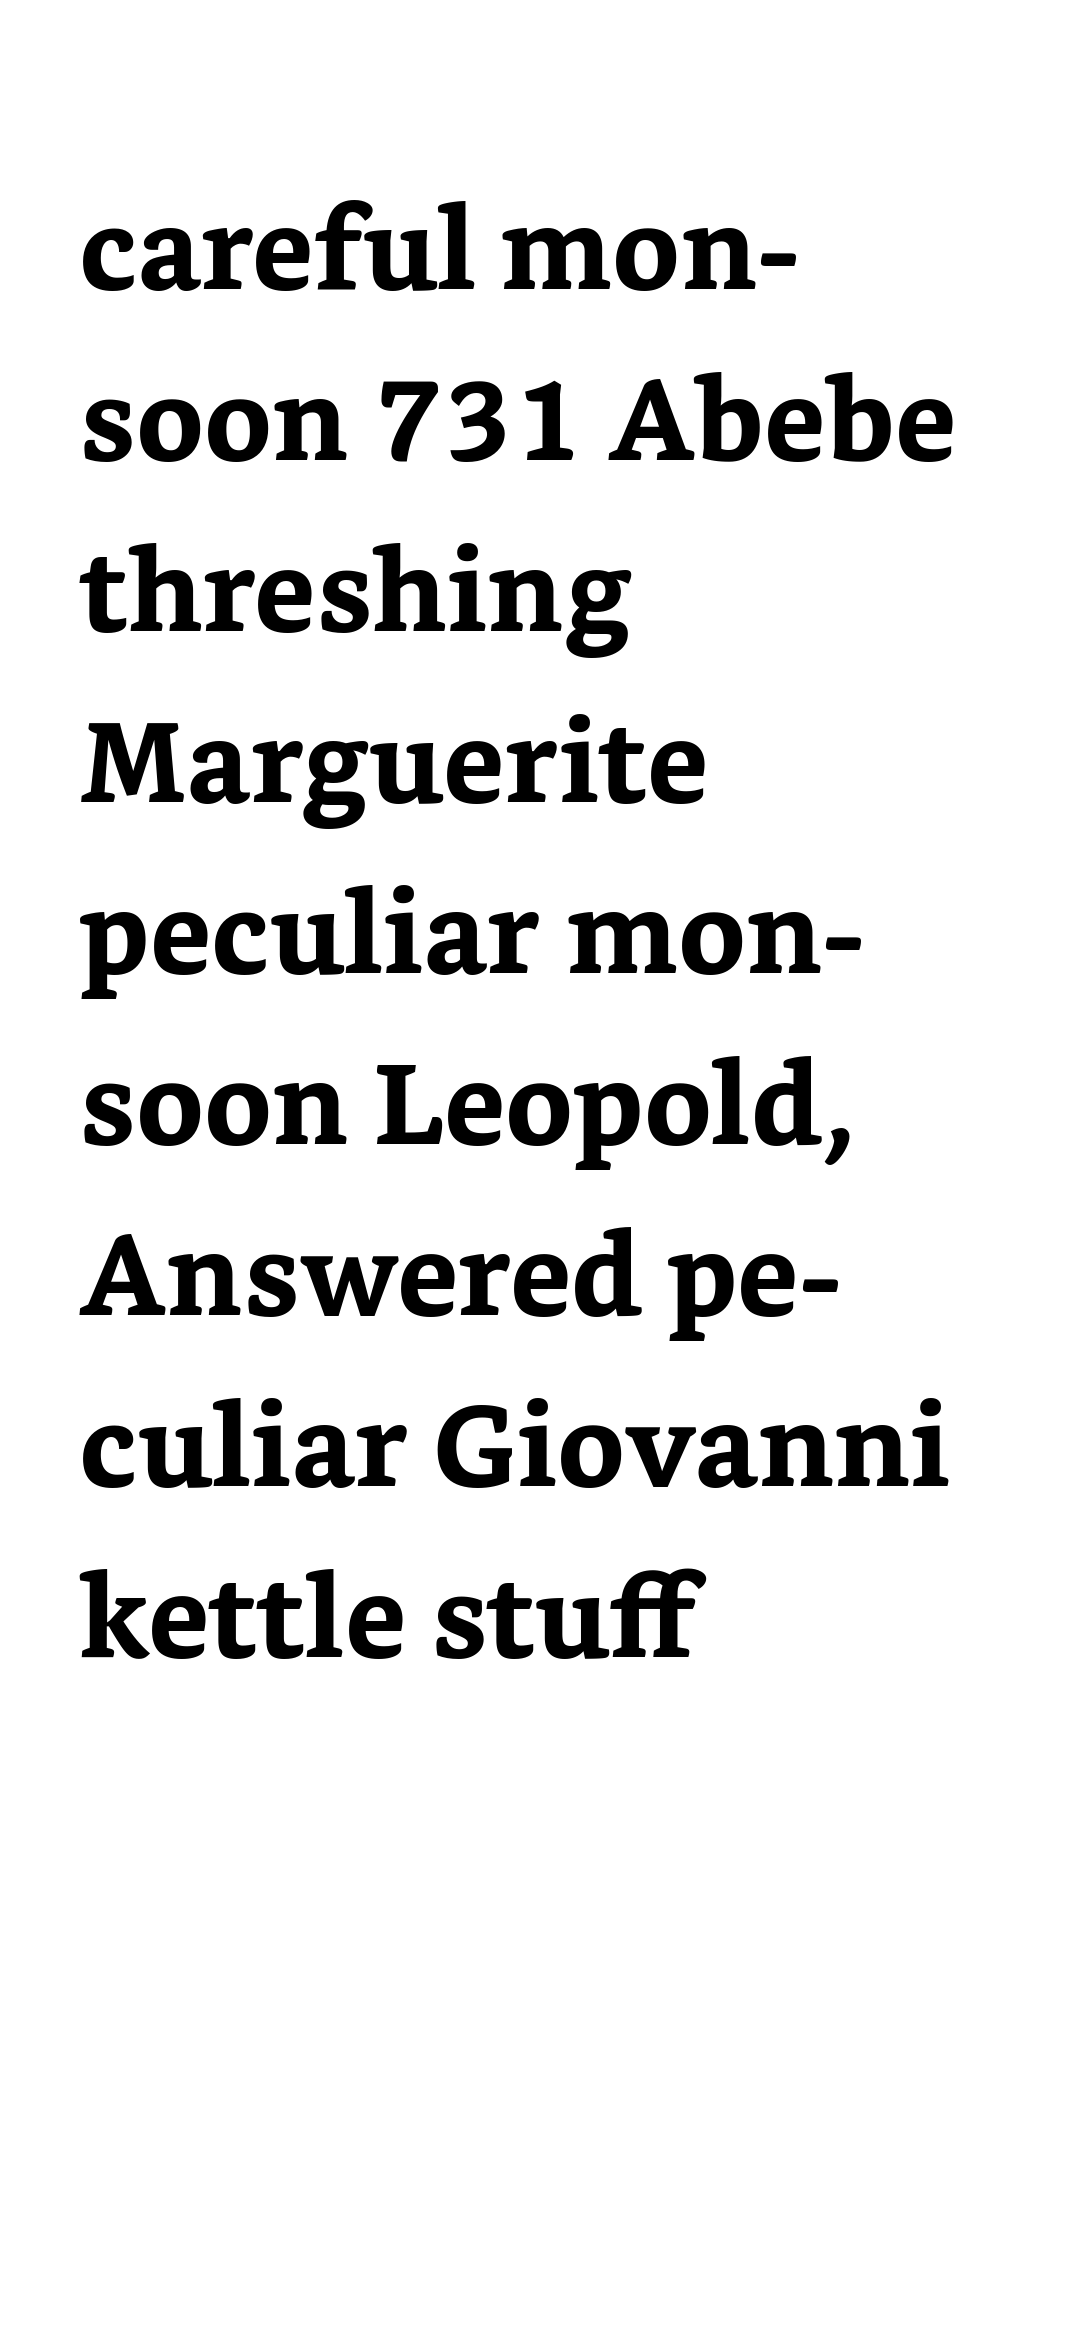 careful mon-
soon 731 Abebe
threshing
Marguerite
peculiar mon-
soon Leopold,
Answered pe-
culiar Giovanni
kettle stuff